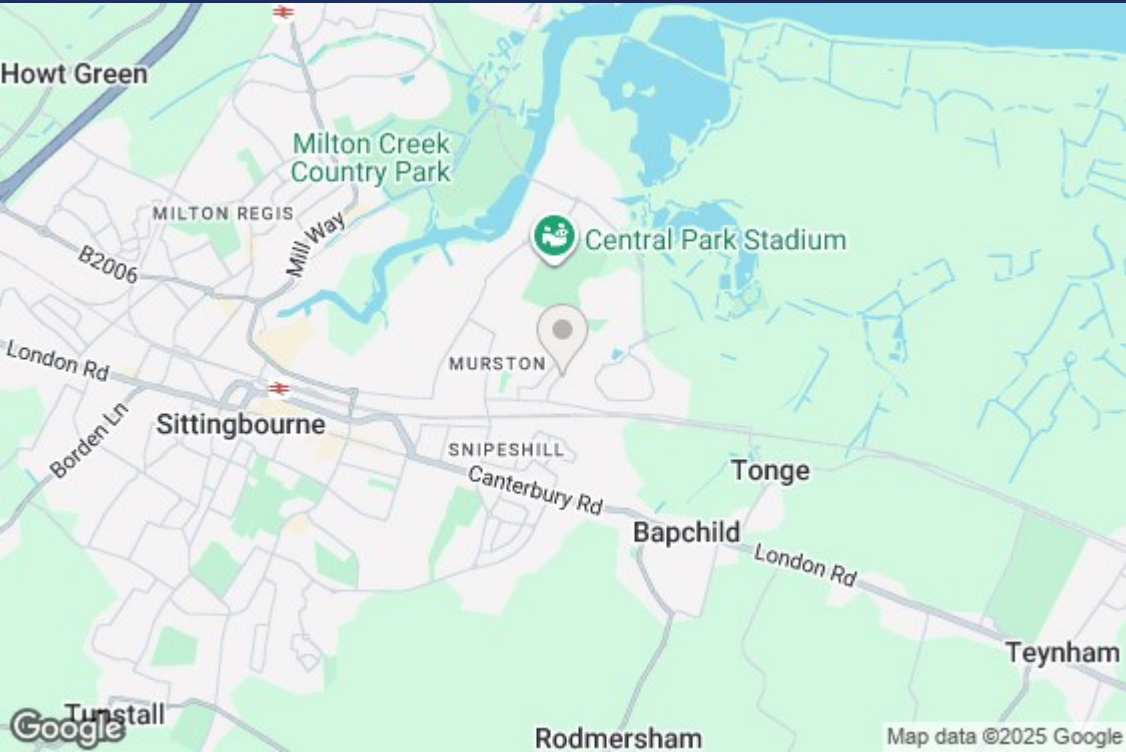 Howt Green
Milton Creek
Country Park
MILTON REGIS
Mill Way
Central Park Stadium
B2006
London Rd
MURSTON
Sittingbourne
Borden Ln
SNIPESHILL
Canterbury Rd
Tonge
Bapchild
London Rd
Teynham
Tunstall
Google
Rodmersham
Map data ©2025 Google